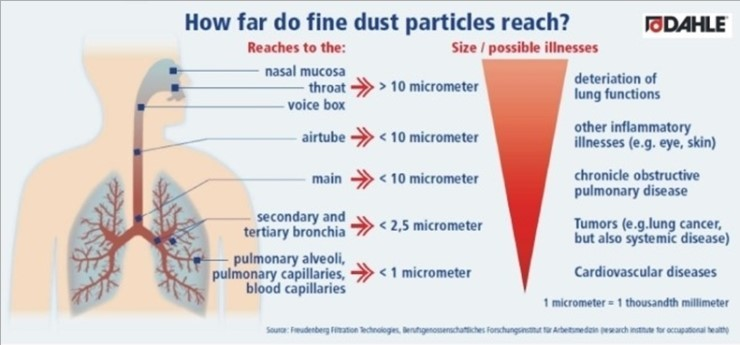 How far do fine dust particles reach?
DAHLE
Reaches to the:
Size / possible illnesses
nasal mucosa
throat
> 10 micrometer
voice box
deteriation of
lung functions
airtube
< 10 micrometer
other inflammatory
illnesses (e.g. eye, skin)
main
< 10 micrometer
chronicle obstructive
pulmonary disease
secondary and
tertiary bronchia
< 2,5 micrometer
Tumors (e.g.lung cancer,
but also systemic disease)
pulmonary alveoli,
pulmonary capillaries,
blood capillaries
< 1 micrometer
Cardiovascular diseases
1 micrometer = 1 thousandth millimeter
Source: Freudenberg Filtration Technologies, Berufsgenossenschaftliches Forschungsinstitut für Arbeitsmedizin (research institute for occupational health)